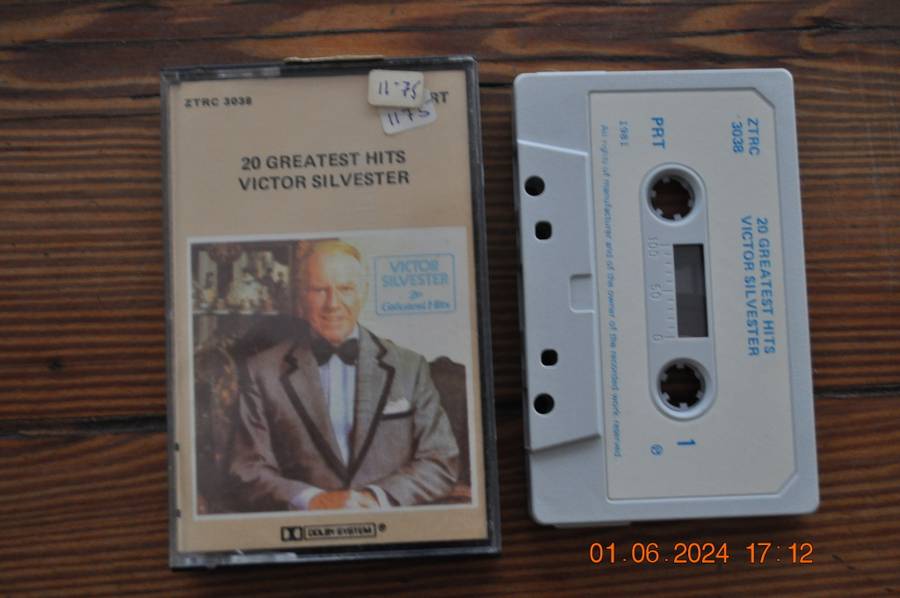 ZTRC 3038
RT
11-75
1175
20 GREATEST HITS
VICTOR SILVESTER
VICTOR
SILVESTER
20
Greatest Hits
DOLBY SYSTEM ®
ZTRC
3038
PRT
1981
20 GREATEST HITS
VICTOR SILVESTER
All rights of manufacturer and of the owner of the recorded work reserved
100 50 0
1
℗
01.06.2024 17:12